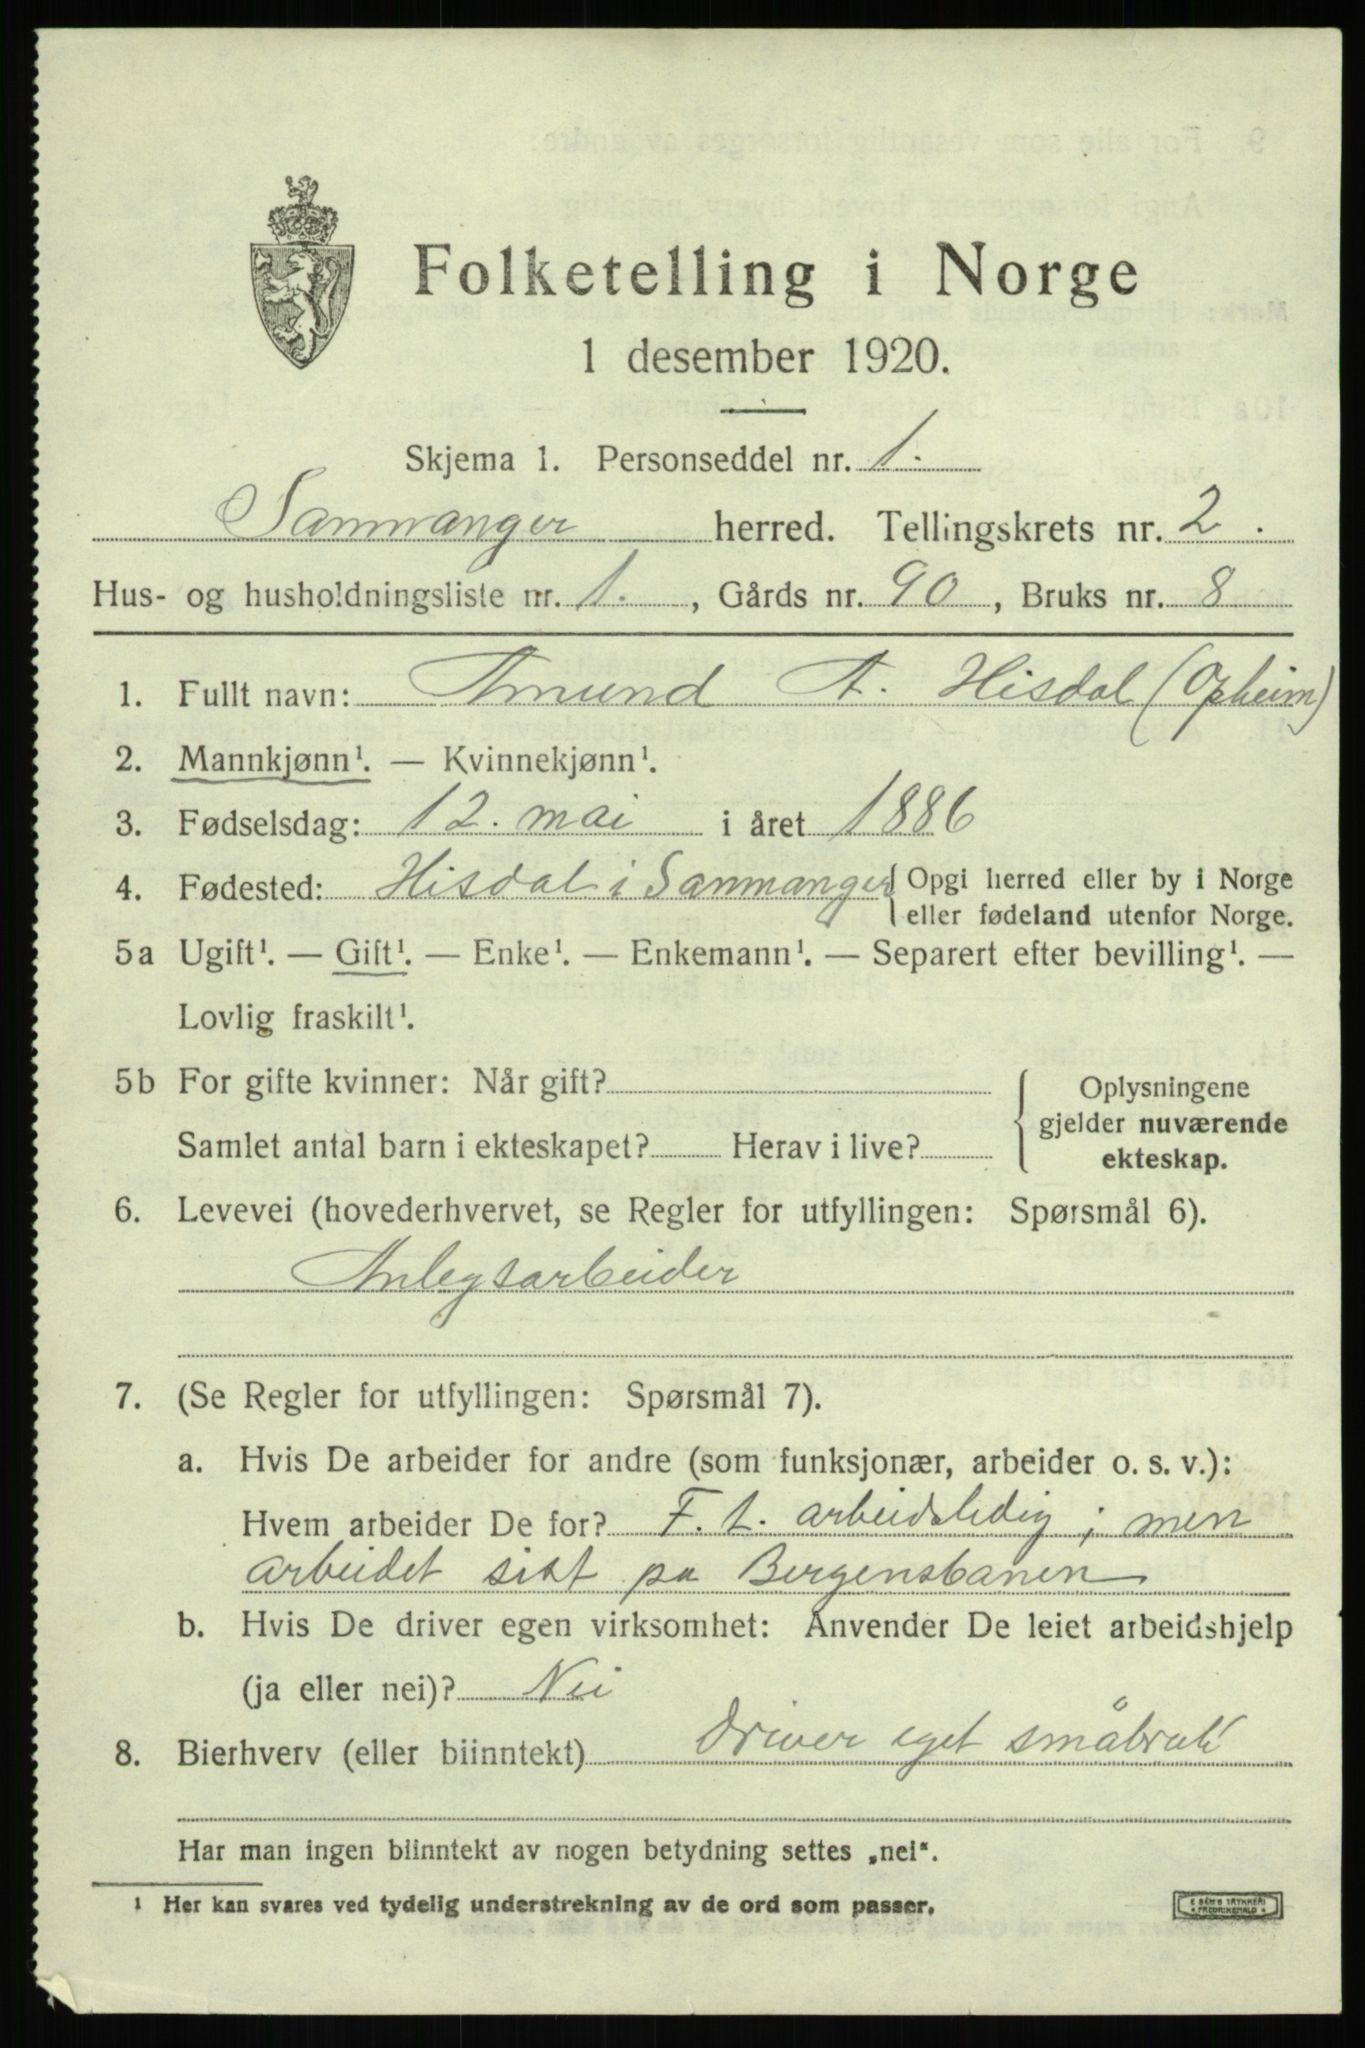 Folketelling i Norge
1 desember 1920.
Skjema 1. Personseddel nr. 1.
Samnanger herred. Tellingskrets nr. 2.
Hus- og husholdningsliste nr. 1., Gårds nr. 90, Bruks nr. 8
1. Fullt navn: Amund A. Hisdal (Opheim)
2. Mannkjønn¹. — Kvinnekjønn¹.
3. Fødselsdag: 12. mai i året 1886
4. Fødested: Hisdal i Samnanger { Opgi herred eller by i Norge
eller fødeland utenfor Norge.
5a Ugift¹. — Gift¹. — Enke¹. — Enkemann¹. — Separert efter bevilling¹. —
Lovlig fraskilt¹.
5b For gifte kvinner: Når gift?
Samlet antal barn i ekteskapet? Herav i live?
Oplysningene
gjelder nuværende
ekteskap.
6. Levevei (hovederhvervet, se Regler for utfyllingen: Spørsmål 6).
Anlegsarbeider
7. (Se Regler for utfyllingen: Spørsmål 7).
a. Hvis De arbeider for andre (som funksjonær, arbeider o. s. v.):
Hvem arbeider De for? F. t. arbeidsledig; men
arbeidet sist pa Bergensbanen
b. Hvis De driver egen virksomhet: Anvender De leiet arbeidshjelp
(ja eller nei)? Nei
8. Bierhverv (eller biinntekt) Driver eget småbruk
Har man ingen biinntekt av nogen betydning settes „nei“.
¹ Her kan svares ved tydelig understrekning av de ord som passer.
E SEM'S TRYKKERI
FREDRIKSHALD